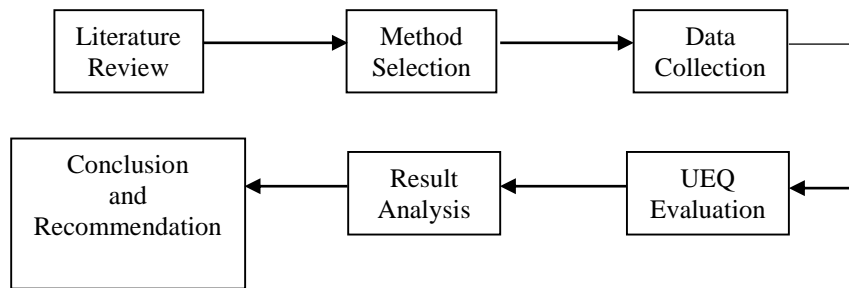 Literature
Review
Method
Selection
Data
Collection
UEQ
Evaluation
Result
Analysis
Conclusion
and
Recommendation